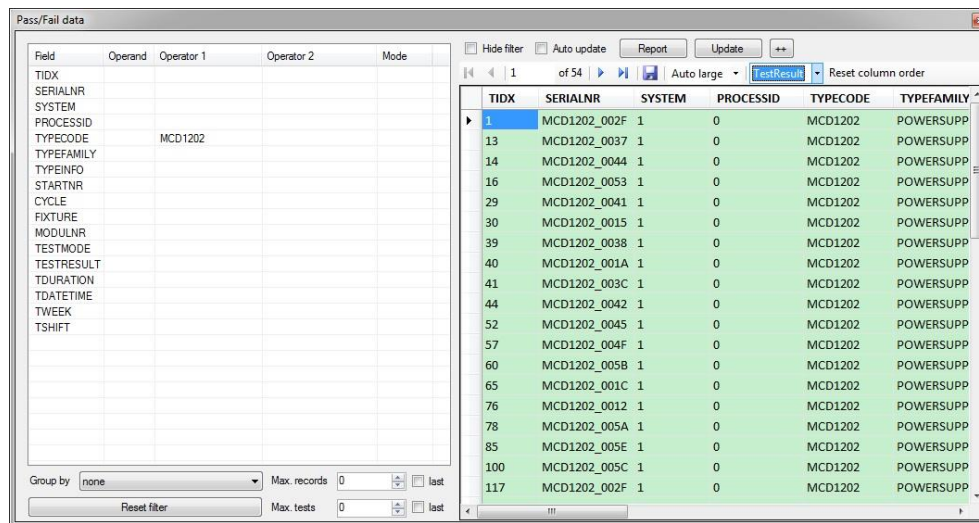 Pass/Fail data
Field Operand Operator 1 Operator 2 Mode
TIDX
SERIALNR
SYSTEM
PROCESSID
TYPECODE MCD1202
TYPEFAMILY
TYPEINFO
STARTNR
CYCLE
FIXTURE
MODULNR
TESTMODE
TESTRESULT
TDURATION
TDATETIME
TWEEK
TSHIFT
Group by none Max. records 0 last
Reset filter Max. tests 0 last
Hide filter Auto update Report Update ++
1 of 54 Auto large TestResult Reset column order
TIDX SERIALNR SYSTEM PROCESSID TYPECODE TYPEFAMILY
1 MCD1202_002F 1 0 MCD1202 POWERSUPP
13 MCD1202_0037 1 0 MCD1202 POWERSUPP
14 MCD1202_0044 1 0 MCD1202 POWERSUPP
16 MCD1202_0053 1 0 MCD1202 POWERSUPP
29 MCD1202_0041 1 0 MCD1202 POWERSUPP
30 MCD1202_0015 1 0 MCD1202 POWERSUPP
39 MCD1202_0038 1 0 MCD1202 POWERSUPP
40 MCD1202_001A 1 0 MCD1202 POWERSUPP
41 MCD1202_003C 1 0 MCD1202 POWERSUPP
44 MCD1202_0042 1 0 MCD1202 POWERSUPP
52 MCD1202_0045 1 0 MCD1202 POWERSUPP
57 MCD1202_004F 1 0 MCD1202 POWERSUPP
60 MCD1202_005B 1 0 MCD1202 POWERSUPP
65 MCD1202_001C 1 0 MCD1202 POWERSUPP
76 MCD1202_0012 1 0 MCD1202 POWERSUPP
78 MCD1202_005A 1 0 MCD1202 POWERSUPP
85 MCD1202_005E 1 0 MCD1202 POWERSUPP
100 MCD1202_005C 1 0 MCD1202 POWERSUPP
117 MCD1202_002F 1 0 MCD1202 POWERSUPP